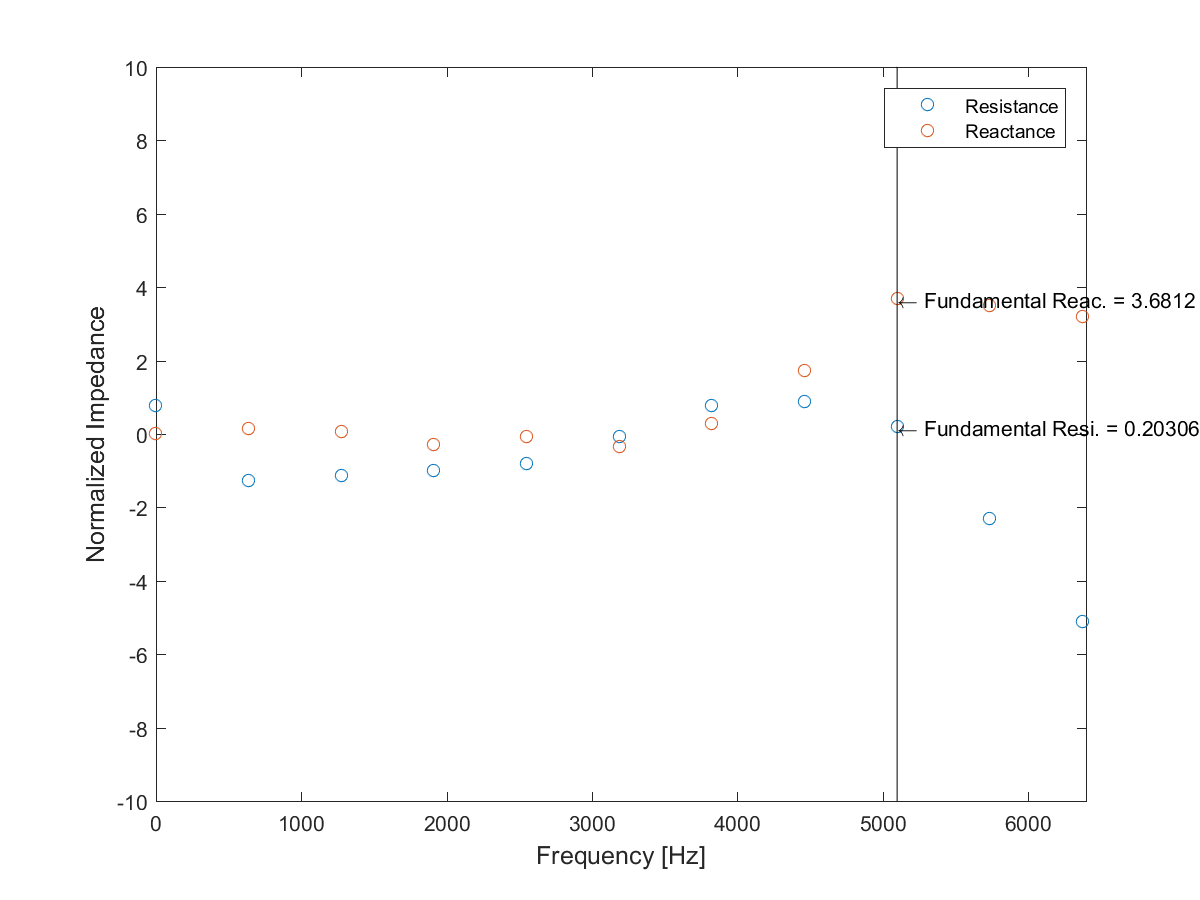 10
8
6
4
2
0
-2
-4
-6
-8
-10
Normalized Impedance
Resistance
Reactance
← Fundamental Reac. = 3.6812
← Fundamental Resi. = 0.20306
0 1000 2000 3000 4000 5000 6000
Frequency [Hz]